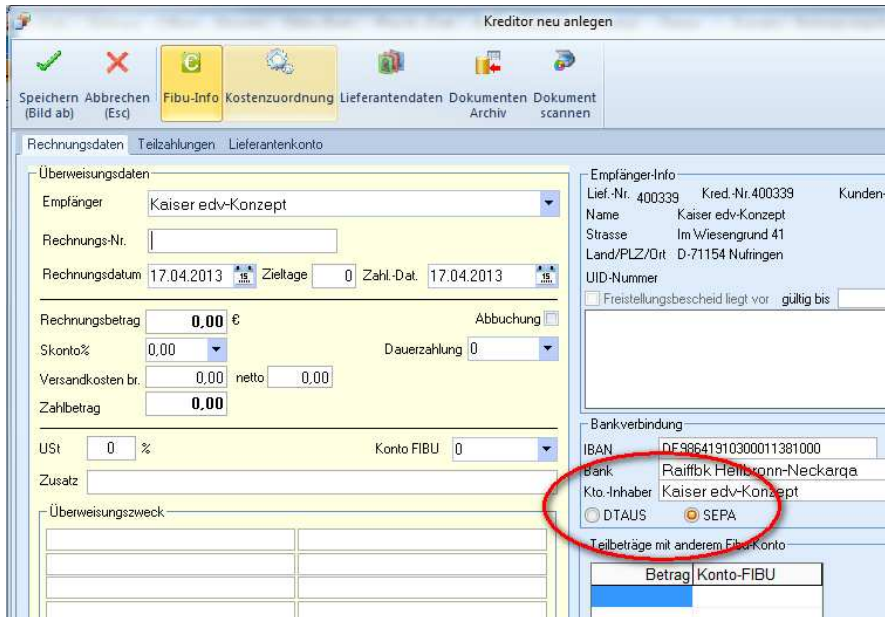 Kreditor neu anlegen
Speichern (Bild ab)
Abbrechen (Esc)
Fibu-Info
Kostenzuordnung
Lieferantendaten
Dokumenten Archiv
Dokument scannen
Rechnungsdaten Teilzahlungen Lieferantenkonto
Überweisungsdaten
Empfänger Kaiser edv-Konzept
Rechnungs-Nr.
Rechnungsdatum 17.04.2013 15 Zieltage 0 Zahl.-Dat. 17.04.2013 15
Rechnungsbetrag 0,00 € Abbuchung
Skonto% 0,00 Dauerzahlung 0
Versandkosten br. 0,00 netto 0,00
Zahlbetrag 0,00
USt 0 % Konto FIBU 0
Zusatz
Überweisungszweck
Empfänger-Info
Lief.-Nr. 400339 Kred.-Nr. 400339 Kunden-
Name Kaiser edv-Konzept
Strasse Im Wiesengrund 41
Land/PLZ/Ort D-71154 Nufringen
UID-Nummer
Freistellungsbescheid liegt vor gültig bis
Bankverbindung
IBAN DE98641910300011381000
Bank Raiffbk Heilbronn-Neckarga
Kto.-Inhaber Kaiser edv-Konzept
DTAUS SEPA
Teilbeträge mit anderem Fibu-Konto
Betrag Konto-FIBU